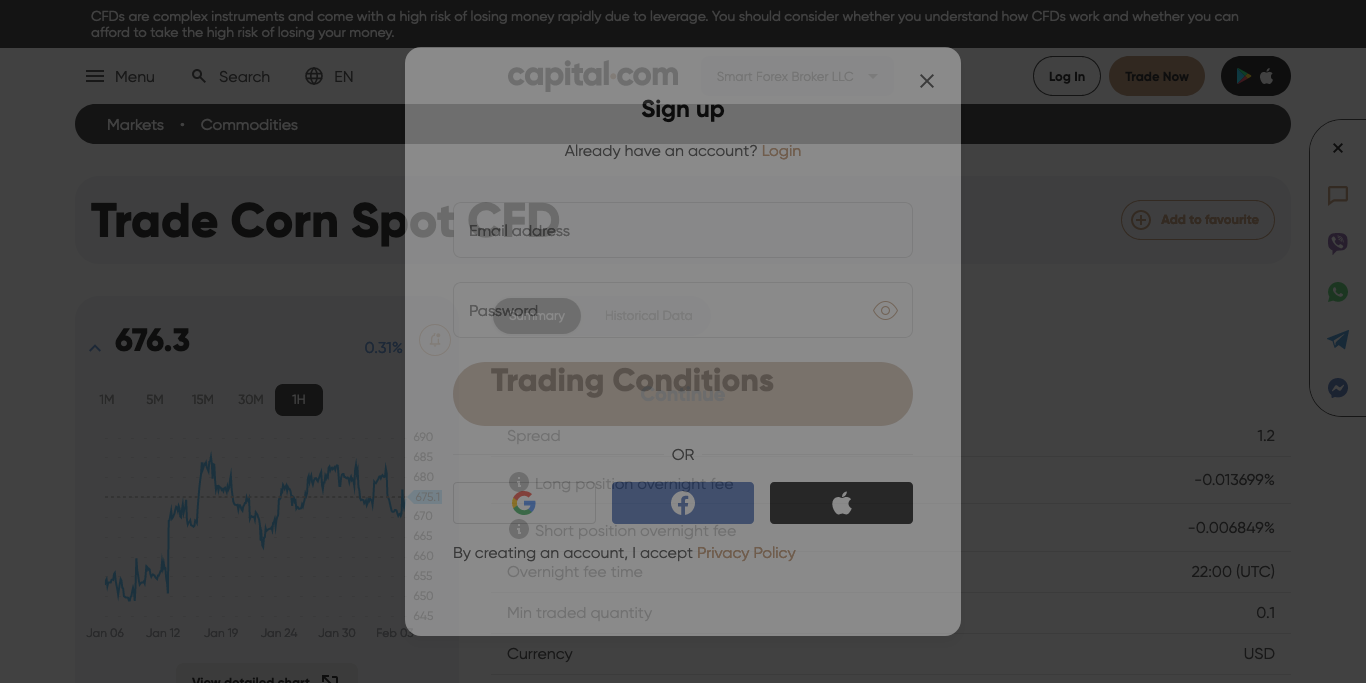 CFDs are complex instruments and come with a high risk of losing money rapidly due to leverage. You should consider whether you understand how CFDs work and whether you can
afford to take the high risk of losing your money.
Menu
Search
EN
capital.com
Smart Forex Broker LLC
Log In
Trade Now
Markets • Commodities
Sign up
Already have an account? Login
Trade Corn Spot CFD
Add to favourite
Email address
Password
Summary
Historical Data
676.3
0.31%
1M 5M 15M 30M 1H
Trading Conditions
Continue
OR
Spread 1.2
Long position overnight fee -0.013699%
Short position overnight fee -0.006849%
By creating an account, I accept Privacy Policy
Overnight fee time 22:00 (UTC)
Min traded quantity 0.1
Currency USD
690
685
680
675.1
670
665
660
655
650
645
Jan 06 Jan 12 Jan 19 Jan 24 Jan 30 Feb 03
View detailed chart